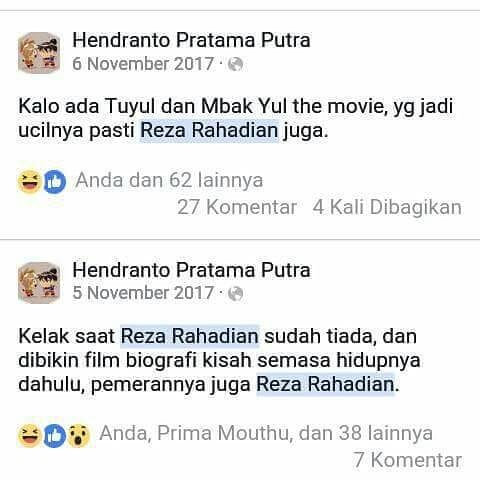 Hendranto Pratama Putra
6 November 2017 ·
Kalo ada Tuyul dan Mbak Yul the movie, yg jadi
ucilnya pasti Reza Rahadian juga.
Anda dan 62 lainnya
27 Komentar 4 Kali Dibagikan
Hendranto Pratama Putra
5 November 2017 ·
Kelak saat Reza Rahadian sudah tiada, dan
dibikin film biografi kisah semasa hidupnya
dahulu, pemerannya juga Reza Rahadian.
Anda, Prima Mouthu, dan 38 lainnya
7 Komentar